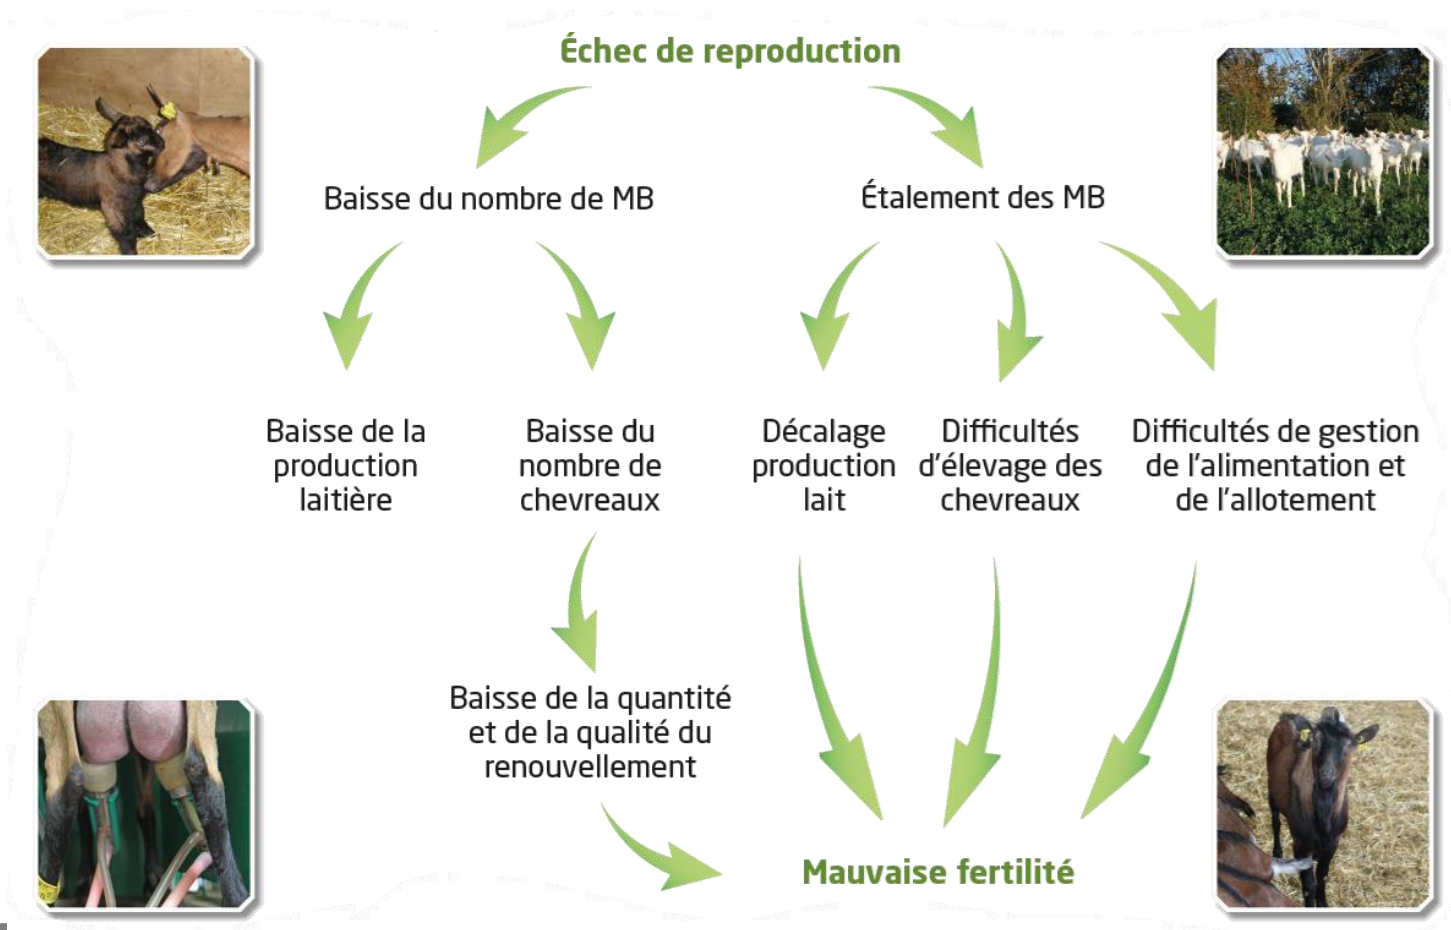 Échec de reproduction
Baisse du nombre de MB
Étalement des MB
Baisse de la
production
laitière
Baisse du
nombre de
chevreaux
Décalage
production
lait
Difficultés
d'élevage des
chevreaux
Difficultés de gestion
de l'alimentation et
de l'allotement
Baisse de la quantité
et de la qualité du
renouvellement
Mauvaise fertilité